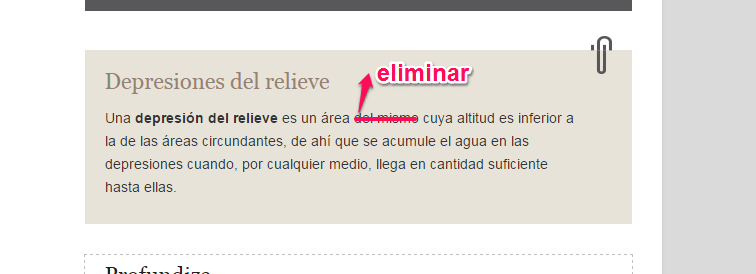 eliminar
Depresiones del relieve
Una depresión del relieve es un área del mismo cuya altitud es inferior a
la de las áreas circundantes, de ahí que se acumule el agua en las
depresiones cuando, por cualquier medio, llega en cantidad suficiente
hasta ellas.
Profundiza